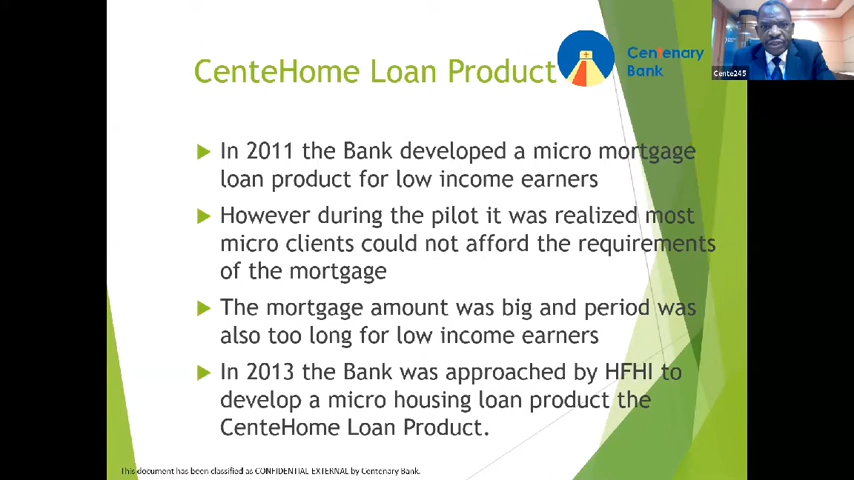 CenteHome Loan Product
Centenary
Bank
Cente245
In 2011 the Bank developed a micro mortgage
loan product for low income earners
However during the pilot it was realized most
micro clients could not afford the requirements
of the mortgage
The mortgage amount was big and period was
also too long for low income earners
In 2013 the Bank was approached by HFHI to
develop a micro housing loan product the
CenteHome Loan Product.
This document has been classified as CONFIDENTIAL EXTERNAL by Centenary Bank.